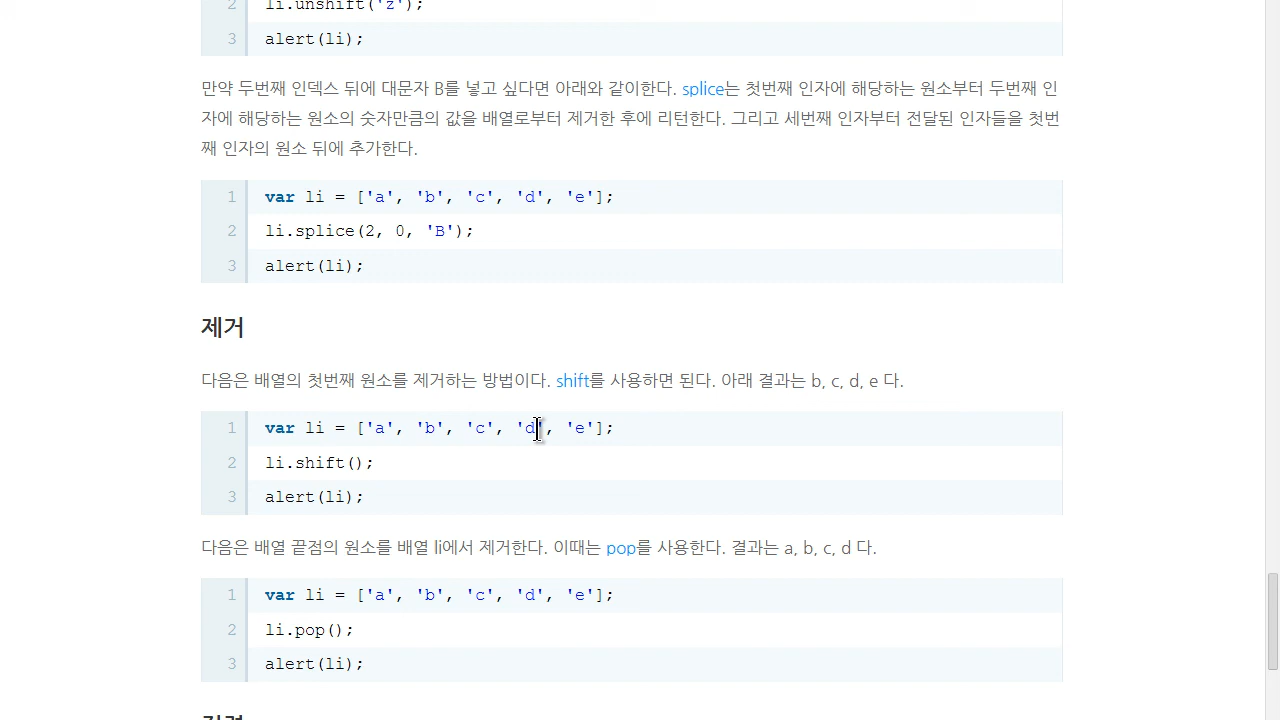 2 li.unshift('z');
3 alert(li);
만약 두번째 인덱스 뒤에 대문자 B를 넣고 싶다면 아래와 같이한다. splice는 첫번째 인자에 해당하는 원소부터 두번째 인
자에 해당하는 원소의 숫자만큼의 값을 배열로부터 제거한 후에 리턴한다. 그리고 세번째 인자부터 전달된 인자들을 첫번
째 인자의 원소 뒤에 추가한다.
1 var li = ['a', 'b', 'c', 'd', 'e'];
2 li.splice(2, 0, 'B');
3 alert(li);
제거
다음은 배열의 첫번째 원소를 제거하는 방법이다. shift를 사용하면 된다. 아래 결과는 b, c, d, e 다.
1 var li = ['a', 'b', 'c', 'd', 'e'];
2 li.shift();
3 alert(li);
다음은 배열 끝점의 원소를 배열 li에서 제거한다. 이때는 pop를 사용한다. 결과는 a, b, c, d 다.
1 var li = ['a', 'b', 'c', 'd', 'e'];
2 li.pop();
3 alert(li);